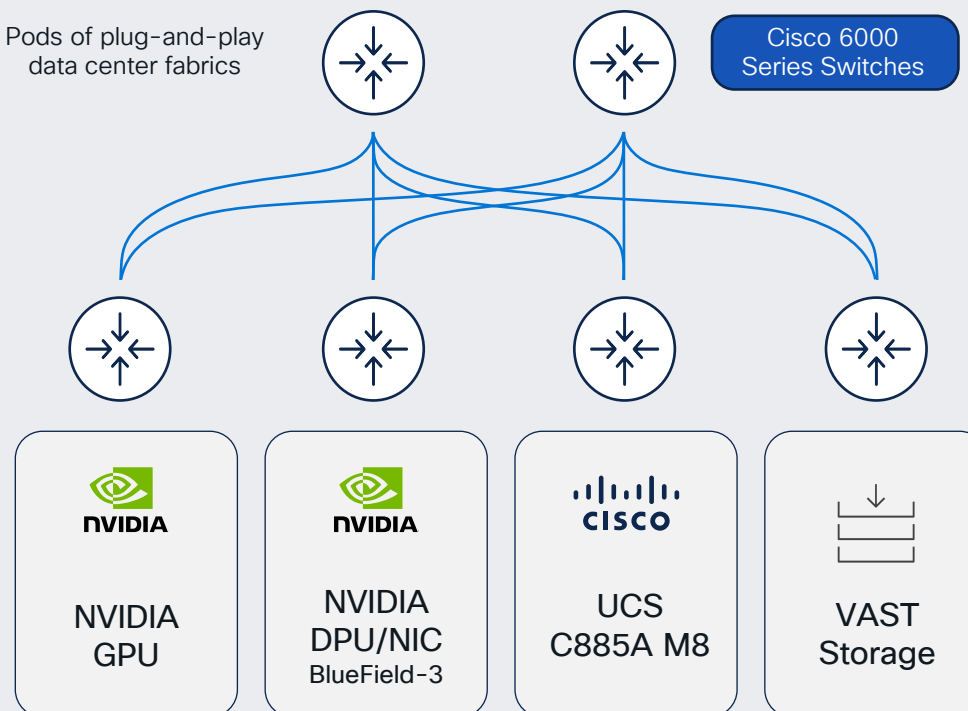 Pods of plug-and-play
data center fabrics
Cisco 6000
Series Switches
NVIDIA
NVIDIA
CISCO
NVIDIA
GPU
NVIDIA
DPU/NIC
BlueField-3
UCS
C885A M8
VAST
Storage